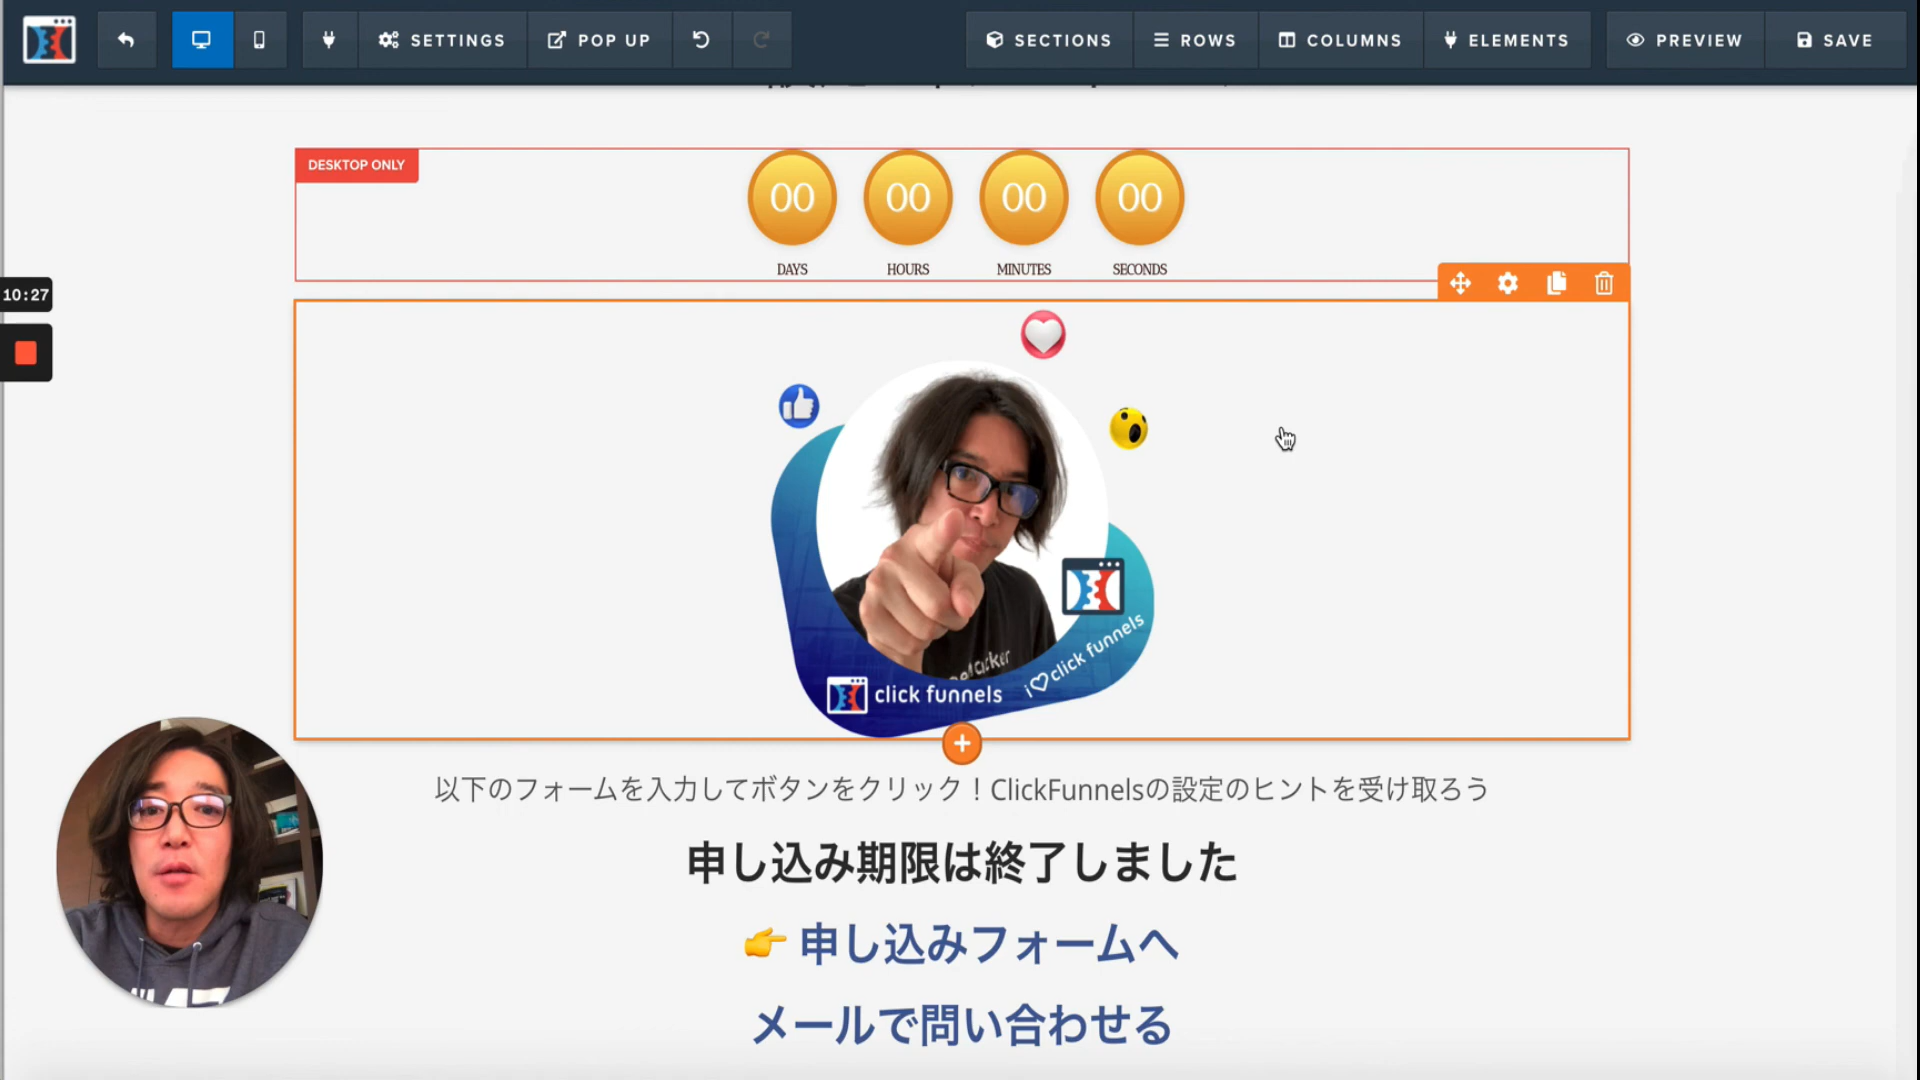 SETTINGS
POP UP
SECTIONS
ROWS
COLUMNS
ELEMENTS
PREVIEW
SAVE
DESKTOP ONLY
00 00 00 00
DAYS HOURS MINUTES SECONDS
10:27
click funnels
i click funnels
以下のフォームを入力してボタンをクリック！ClickFunnelsの設定のヒントを受け取ろう
申し込み期限は終了しました
👉 申し込みフォームへ
メールで問い合わせる